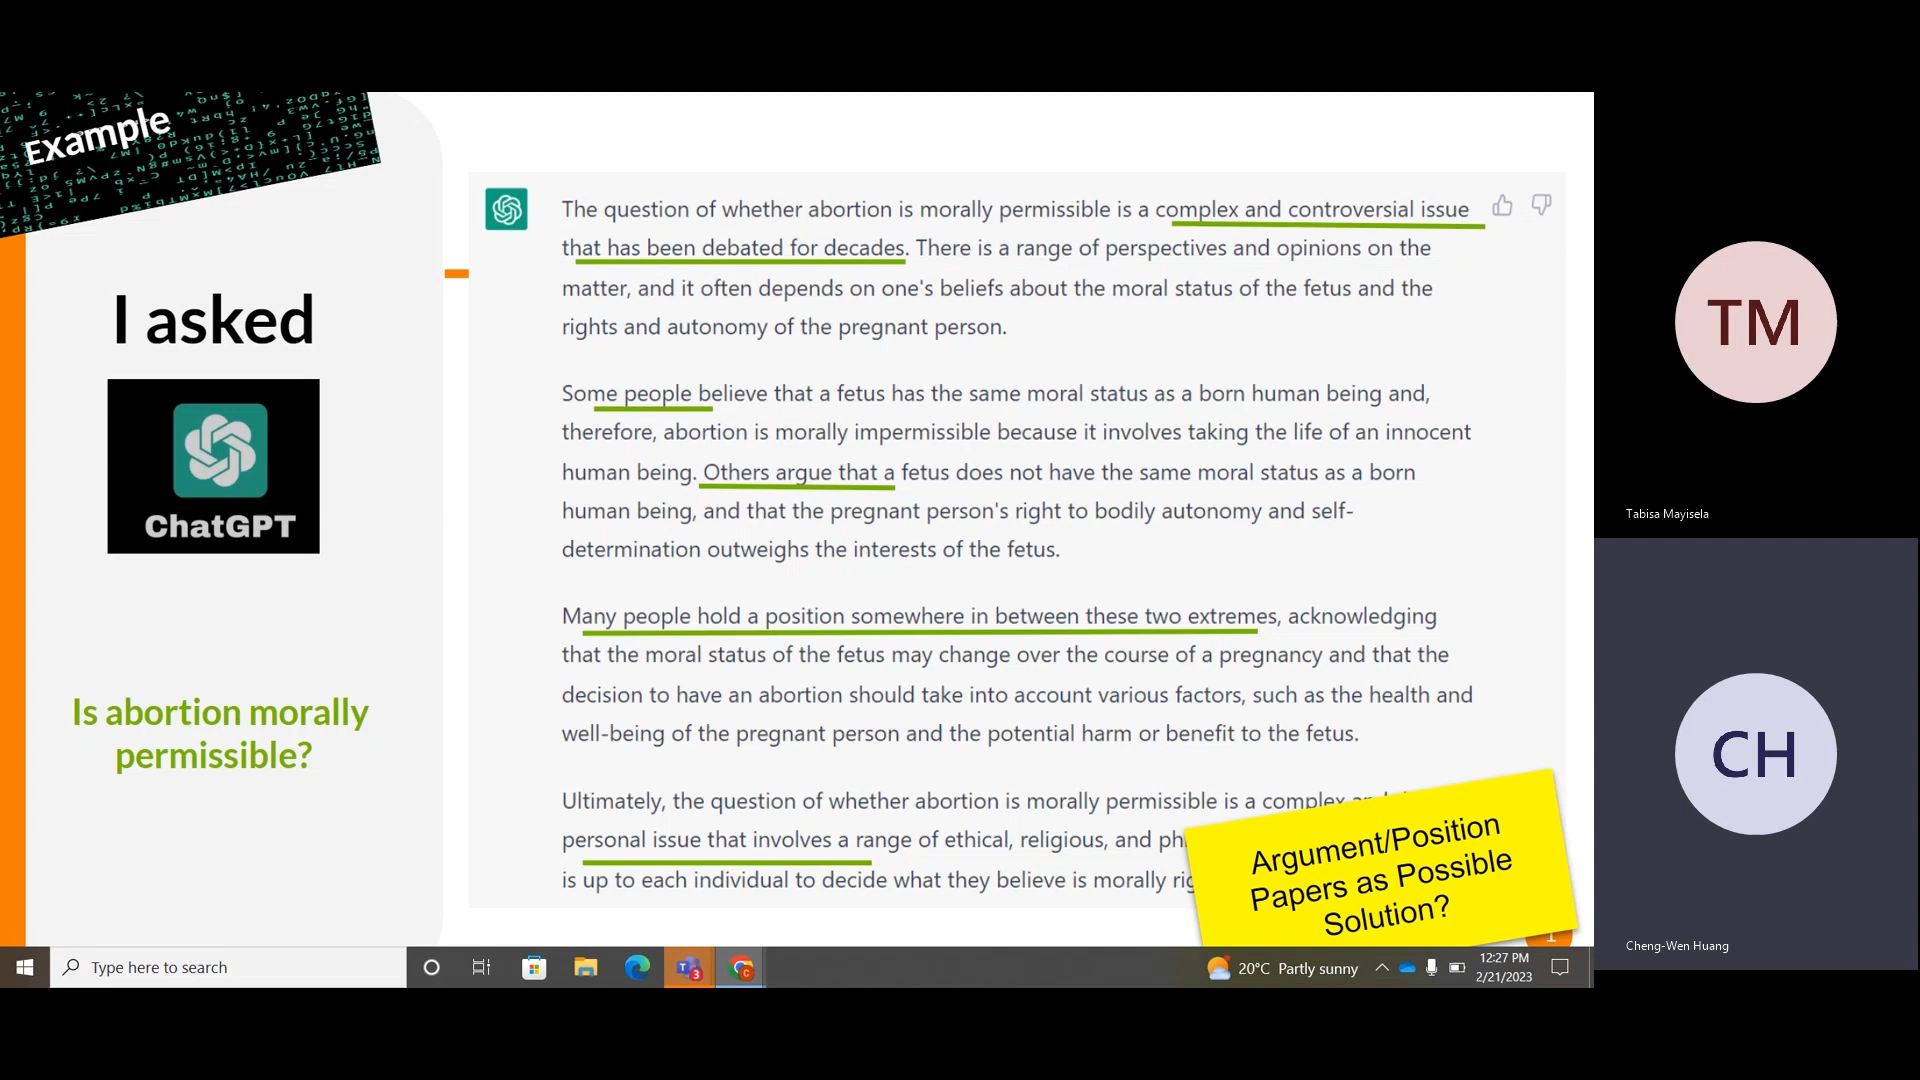 Example
I asked
ChatGPT
Is abortion morally
permissible?
The question of whether abortion is morally permissible is a complex and controversial issue
that has been debated for decades. There is a range of perspectives and opinions on the
matter, and it often depends on one's beliefs about the moral status of the fetus and the
rights and autonomy of the pregnant person.
Some people believe that a fetus has the same moral status as a born human being and,
therefore, abortion is morally impermissible because it involves taking the life of an innocent
human being. Others argue that a fetus does not have the same moral status as a born
human being, and that the pregnant person's right to bodily autonomy and self-
determination outweighs the interests of the fetus.
Many people hold a position somewhere in between these two extremes, acknowledging
that the moral status of the fetus may change over the course of a pregnancy and that the
decision to have an abortion should take into account various factors, such as the health and
well-being of the pregnant person and the potential harm or benefit to the fetus.
Ultimately, the question of whether abortion is morally permissible is a complex
personal issue that involves a range of ethical, religious, and
is up to each individual to decide what they believe is morally
Argument/Position
Papers as Possible
Solution?
TM
Tabisa Mayisela
CH
Cheng-Wen Huang
Type here to search
3
C
20°C Partly sunny
12:27 PM
2/21/2023